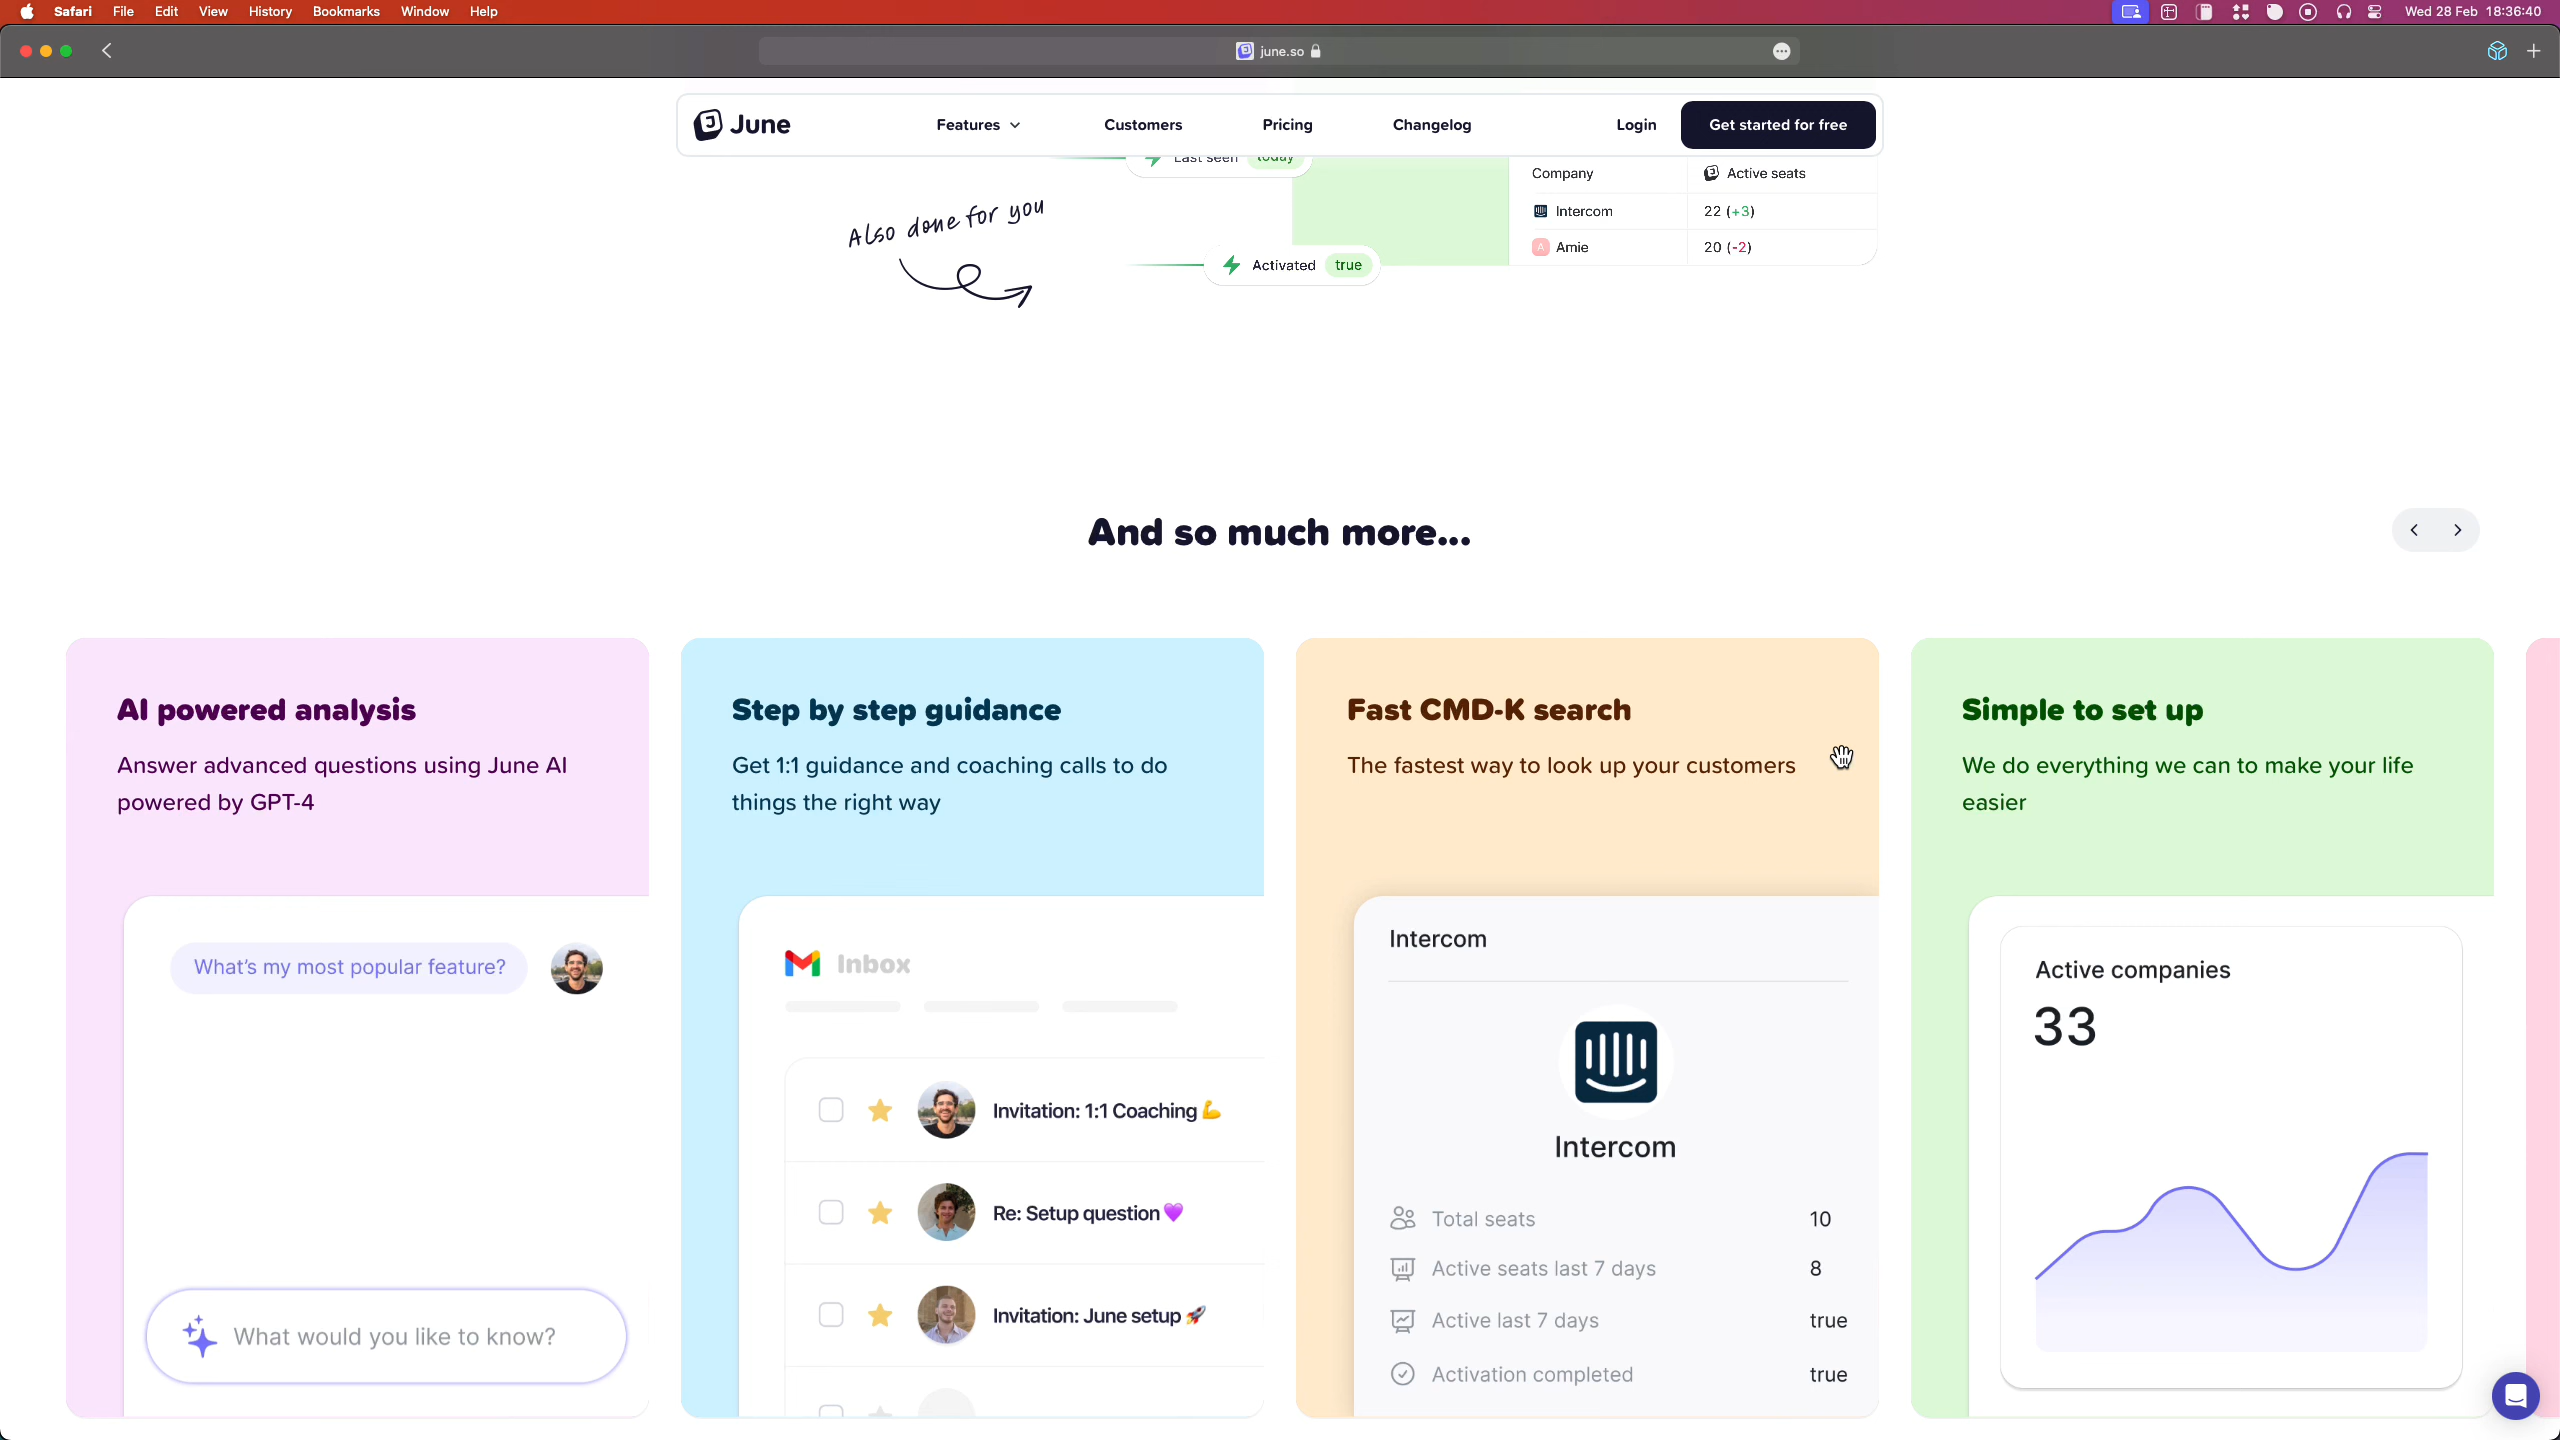 Safari File Edit View History Bookmarks Window Help
Wed 28 Feb 18:36:40
june.so
June
Features
Customers
Pricing
Changelog
Login
Get started for free
Last seen today
Company
Active seats
Intercom
22 (+3)
A Amie
20 (-2)
Also done for you
Activated true
And so much more...
AI powered analysis
Answer advanced questions using June AI
powered by GPT-4
What's my most popular feature?
What would you like to know?
Step by step guidance
Get 1:1 guidance and coaching calls to do
things the right way
Inbox
Invitation: 1:1 Coaching 💪
Re: Setup question 💜
Invitation: June setup 🚀
Fast CMD-K search
The fastest way to look up your customers
Intercom
Intercom
Total seats 10
Active seats last 7 days 8
Active last 7 days true
Activation completed true
Simple to set up
We do everything we can to make your life
easier
Active companies
33